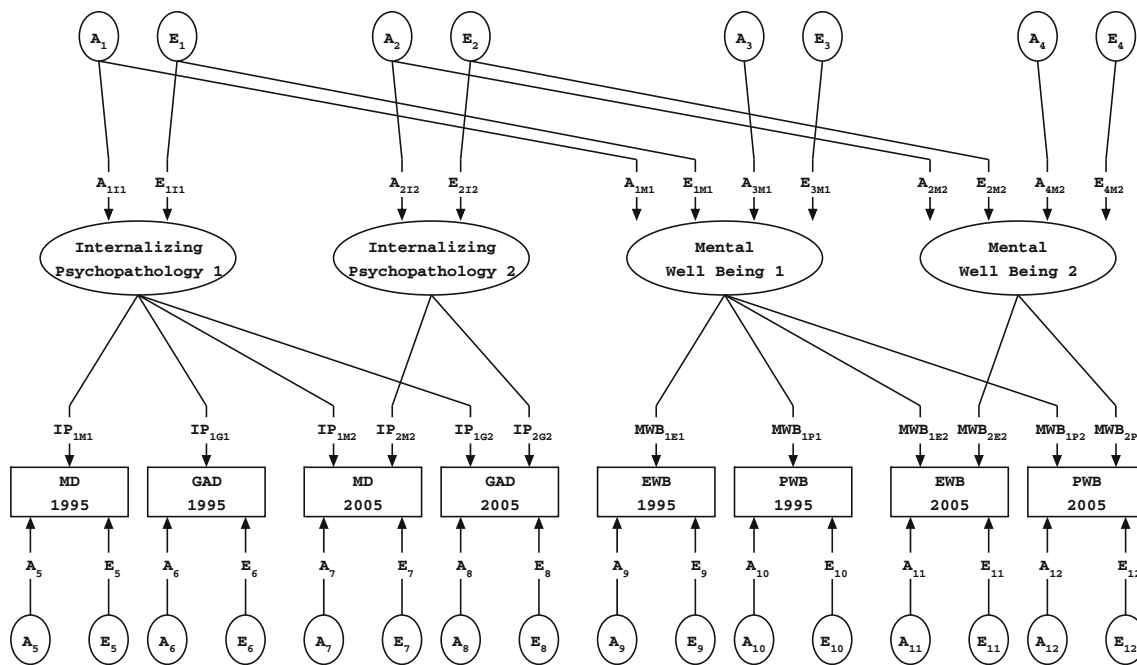 A1 E1 A2 E2 A3 E3 A4 E4
A1I1 E1I1 A2I2 E2I2 A1M1 E1M1 A3M1 E3M1 A2M2 E2M2 A4M2 E4M2
Internalizing
Psychopathology 1
Internalizing
Psychopathology 2
Mental
Well Being 1
Mental
Well Being 2
IP1M1 IP1G1 IP1M2 IP2M2 IP1G2 IP2G2 MWB1E1 MWB1P1 MWB1E2 MWB2E2 MWB1P2 MWB2P
MD
1995
GAD
1995
MD
2005
GAD
2005
EWB
1995
PWB
1995
EWB
2005
PWB
2005
A5 E5 A6 E6 A7 E7 A8 E8 A9 E9 A10 E10 A11 E11 A12 E12
A5 E5 A6 E6 A7 E7 A8 E8 A9 E9 A10 E10 A11 E11 A12 E12